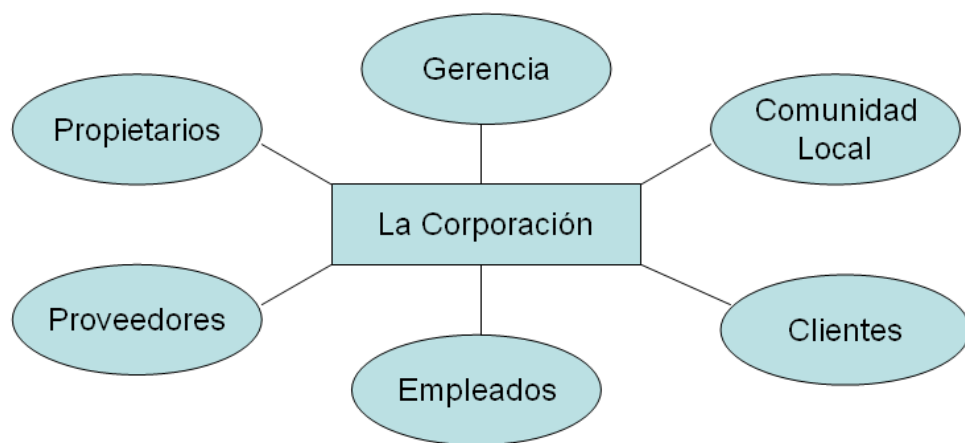 Gerencia
Propietarios
Comunidad
Local
La Corporación
Proveedores
Clientes
Empleados